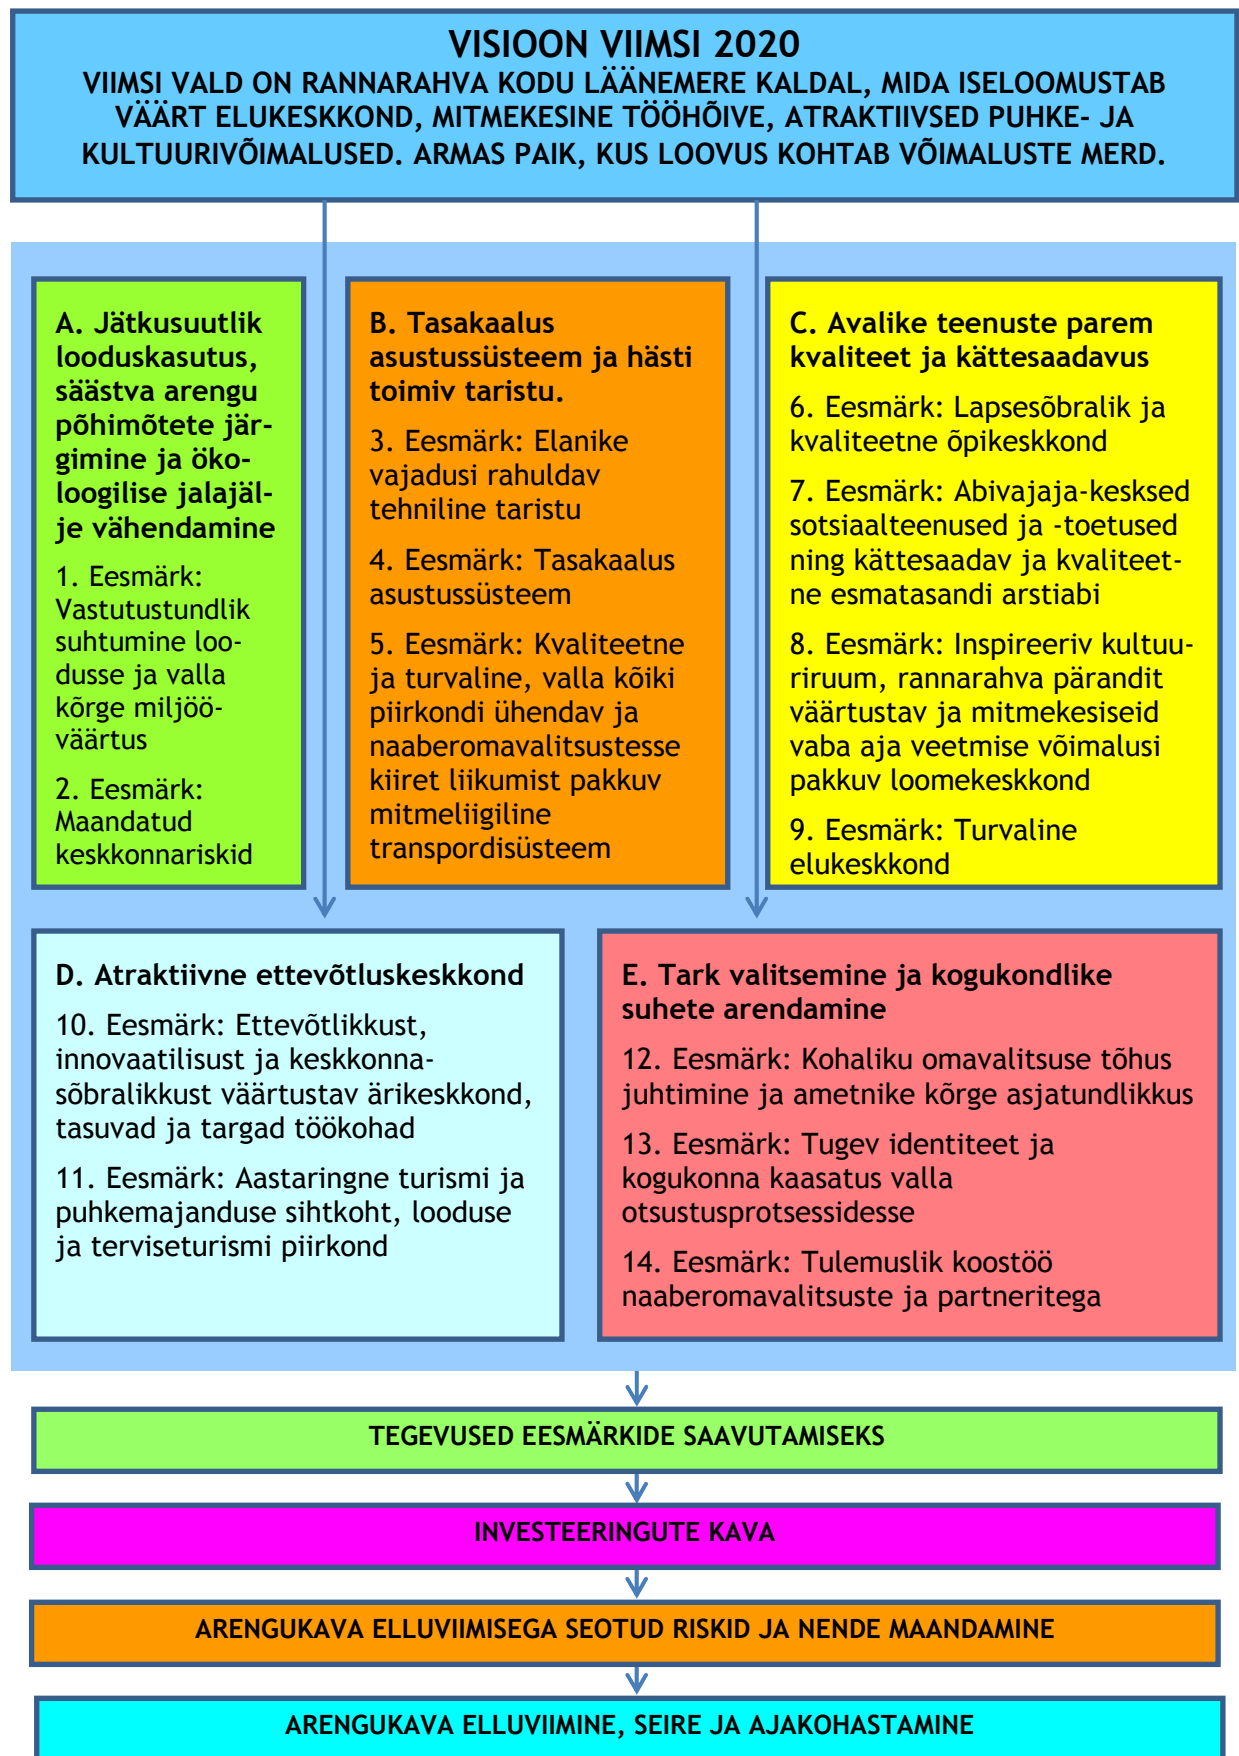 VISIOON VIIMSI 2020
VIIMSI VALD ON RANNARAHVA KODU LÄÄNEMERE KALDAL, MIDA ISELOOMUSTAB
VÄÄRT ELUKESKKOND, MITMEKESINE TÖÖHÕIVE, ATRAKTIIVSED PUHKE- JA
KULTUURIVÕIMALUSED. ARMAS PAIK, KUS LOOVUS KOHTAB VÕIMALUSTE MERD.
A. Jätkusuutlik
looduskasutus,
säästva arengu
põhimõtete jär-
gimine ja öko-
loogilise jalajäl-
je vähendamine
1. Eesmärk:
Vastutustundlik
suhtumine loo-
dusse ja valla
kõrge miljöö-
väärtus
2. Eesmärk:
Maandatud
keskkonnariskid
B. Tasakaalus
asustussüsteem ja hästi
toimiv taristu.
3. Eesmärk: Elanike
vajadusi rahuldav
tehniline taristu
4. Eesmärk: Tasakaalus
asustussüsteem
5. Eesmärk: Kvaliteetne
ja turvaline, valla kõiki
piirkondi ühendav ja
naaberomavalitsustesse
kiiret liikumist pakkuv
mitmeliigiline
transpordisüsteem
C. Avalike teenuste parem
kvaliteet ja kättesaadavus
6. Eesmärk: Lapsesõbralik ja
kvaliteetne õpikeskkond
7. Eesmärk: Abivajaja-kesksed
sotsiaalteenused ja -toetused
ning kättesaadav ja kvaliteet-
ne esmatasandi arstiabi
8. Eesmärk: Inspireeriv kultuu-
riruum, rannarahva pärandit
väärtustav ja mitmekesiseid
vaba aja veetmise võimalusi
pakkuv loomekeskkond
9. Eesmärk: Turvaline
elukeskkond
D. Atraktiivne ettevõtluskeskkond
10. Eesmärk: Ettevõtlikkust,
innovaatilisust ja keskkonna-
sõbralikkust väärtustav ärikeskkond,
tasuvad ja targad töökohad
11. Eesmärk: Aastaringne turismi ja
puhkemajanduse sihtkoht, looduse
ja terviseturismi piirkond
E. Tark valitsemine ja kogukondlike
suhete arendamine
12. Eesmärk: Kohaliku omavalitsuse tõhus
juhtimine ja ametnike kõrge asjatundlikkus
13. Eesmärk: Tugev identiteet ja
kogukonna kaasatus valla
otsustusprotsessidesse
14. Eesmärk: Tulemuslik koostöö
naaberomavalitsuste ja partneritega
TEGEVUSED EESMÄRKIDE SAAVUTAMISEKS
INVESTEERINGUTE KAVA
ARENGUKAVA ELLUVIIMISEGA SEOTUD RISKID JA NENDE MAANDAMINE
ARENGUKAVA ELLUVIIMINE, SEIRE JA AJAKOHASTAMINE